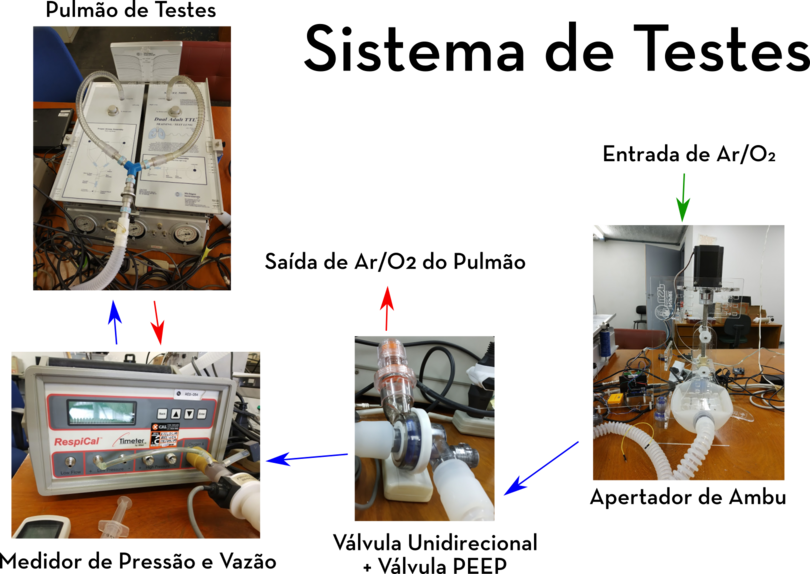 Pulmão de Testes
Sistema de Testes
Dual Adult TTL
Entrada de Ar/O₂
Saída de Ar/O2 do Pulmão
RespiCal
Timeter
Medidor de Pressão e Vazão
Válvula Unidirecional
+ Válvula PEEP
Apertador de Ambu